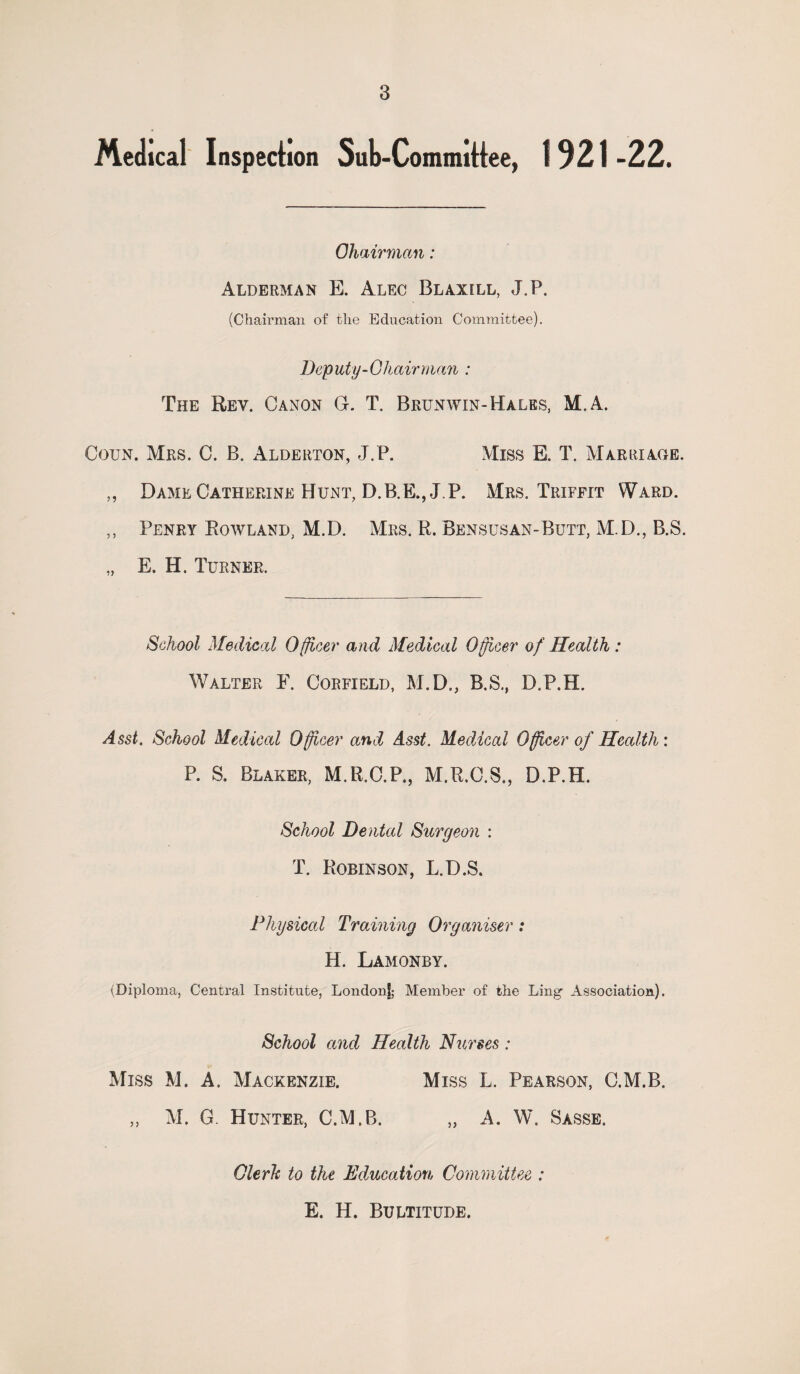 3
Medical Inspection Sub-Committee, 1921-22.
Chairman :
ALDERMAN E. ALEC BLAXILL, J.P.
(Chairman of the Education Committee).
Deputy-Chairman :
THE REV. CANON G. T. BRUNWIN-HALES, M.A.
COUN. MRS. C. B. ALDERTON, J.P. MISS E. T. MARRIAGE.
„ DAME CATHERINE HUNT, D.B.E., J.P. MRS. TRIFFIT WARD.
„ PENRY ROWLAND, M.D. MRS. R. BENSUSAN-BUTT, M.D., B.S.
„ E. H. TURNER.
School Medical Officer and Medical Officer of Health :
WALTER F. CORFIELD, M.D., B.S., D.P.H.
Asst. School Medical Officer and Asst. Medical Officer of Health :
P. S. BLAKER, M.R.C.P., M.R.C.S., D.P.H.
School Dental Surgeon :
T. ROBINSON, L.D.S.
Physical Training Organiser :
H. LAMONBY.
(Diploma, Central Institute, London; Member of the Ling Association).
School and Health Nurses :
MISS M. A. MACKENZIE. MISS L. PEARSON, C.M.B.
„ M. G. HUNTER, C.M.B. „ A. W. SASSE.
Clerk to the Education Committee :
E. H. BULTITUDE.